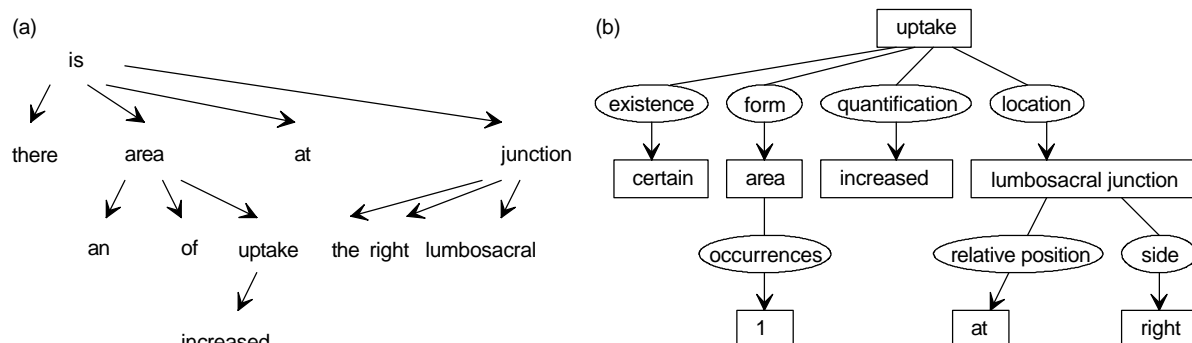 (a)
is
there area at junction
an of uptake the right lumbosacral
increased
(b)
uptake
existence form quantification location
certain area increased lumbosacral junction
occurrences relative position side
1 at right